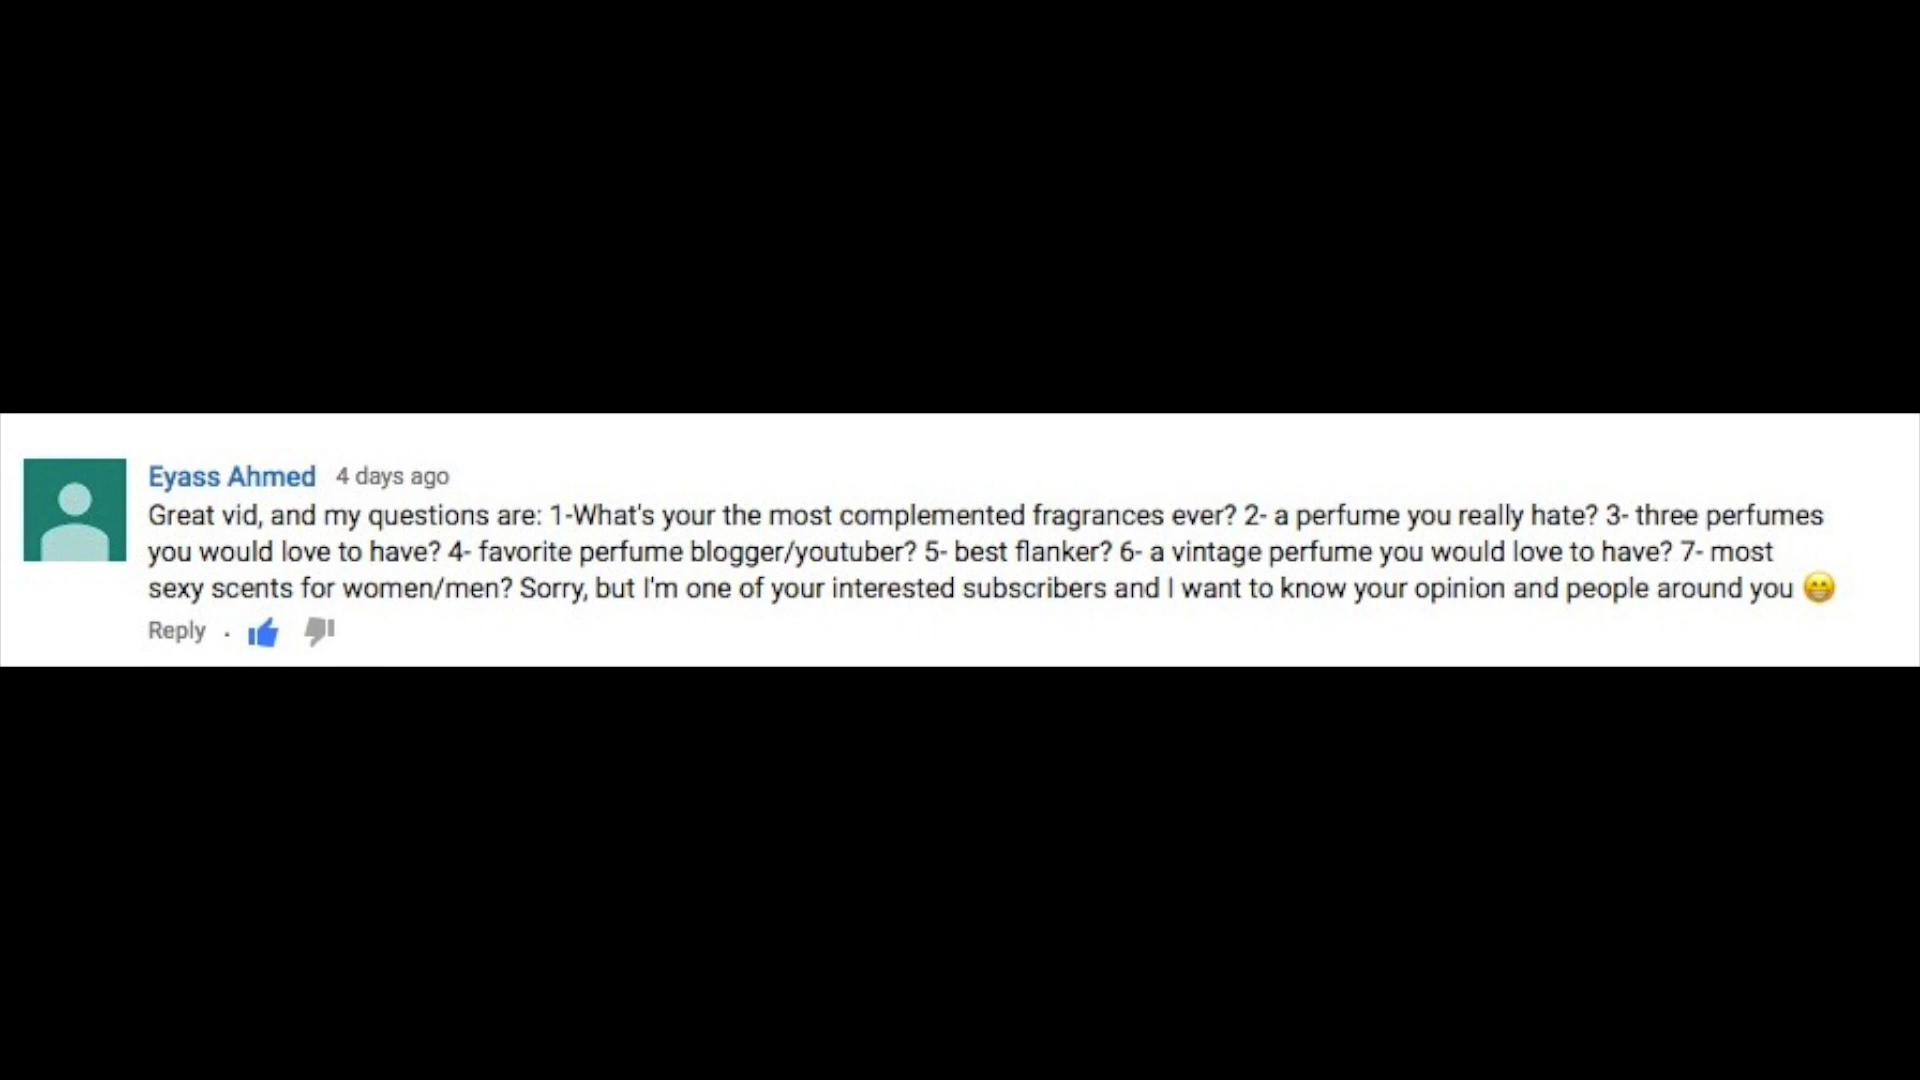 Eyass Ahmed 4 days ago
Great vid, and my questions are: 1-What's your the most complemented fragrances ever? 2- a perfume you really hate? 3- three perfumes
you would love to have? 4- favorite perfume blogger/youtuber? 5- best flanker? 6- a vintage perfume you would love to have? 7- most
sexy scents for women/men? Sorry, but I'm one of your interested subscribers and I want to know your opinion and people around you 😁
Reply .